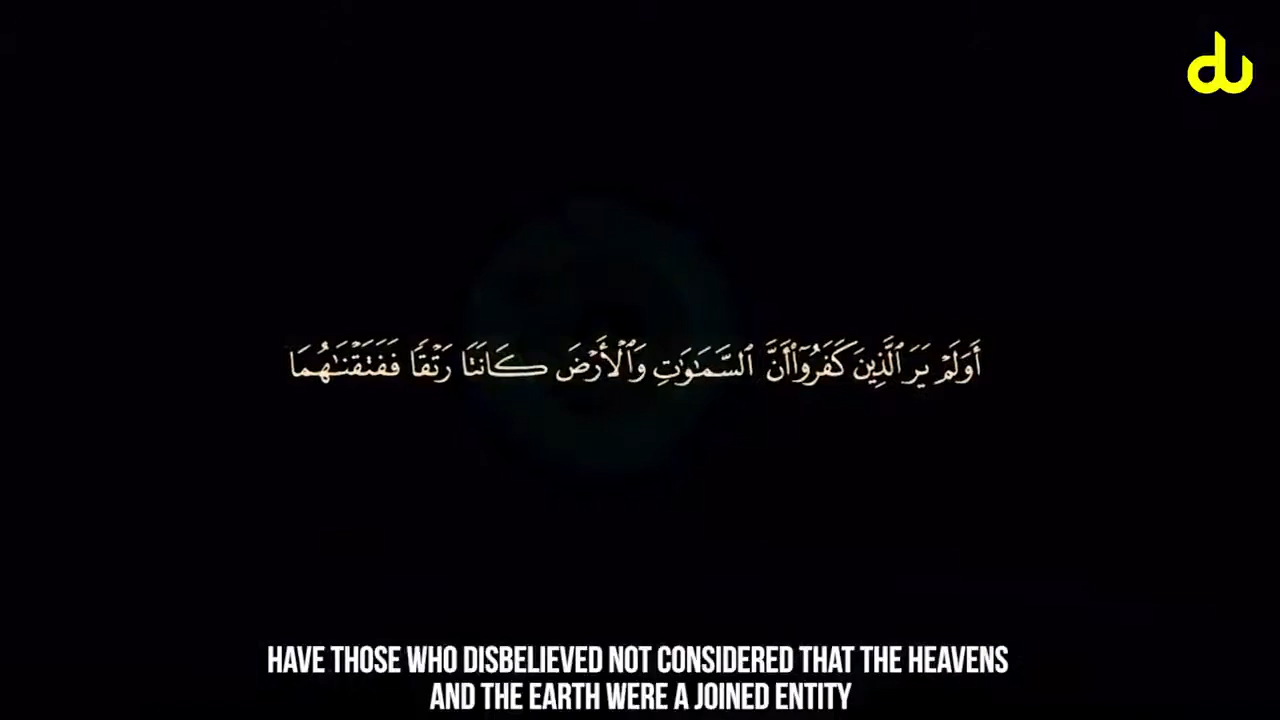 du
أَوَلَمْ يَرَ ٱلَّذِينَ كَفَرُوٓا۟ أَنَّ ٱلسَّمَـٰوَٰتِ وَٱلْأَرْضَ كَانَتَا رَتْقًا فَفَتَقْنَـٰهُمَا
HAVE THOSE WHO DISBELIEVED NOT CONSIDERED THAT THE HEAVENS
AND THE EARTH WERE A JOINED ENTITY